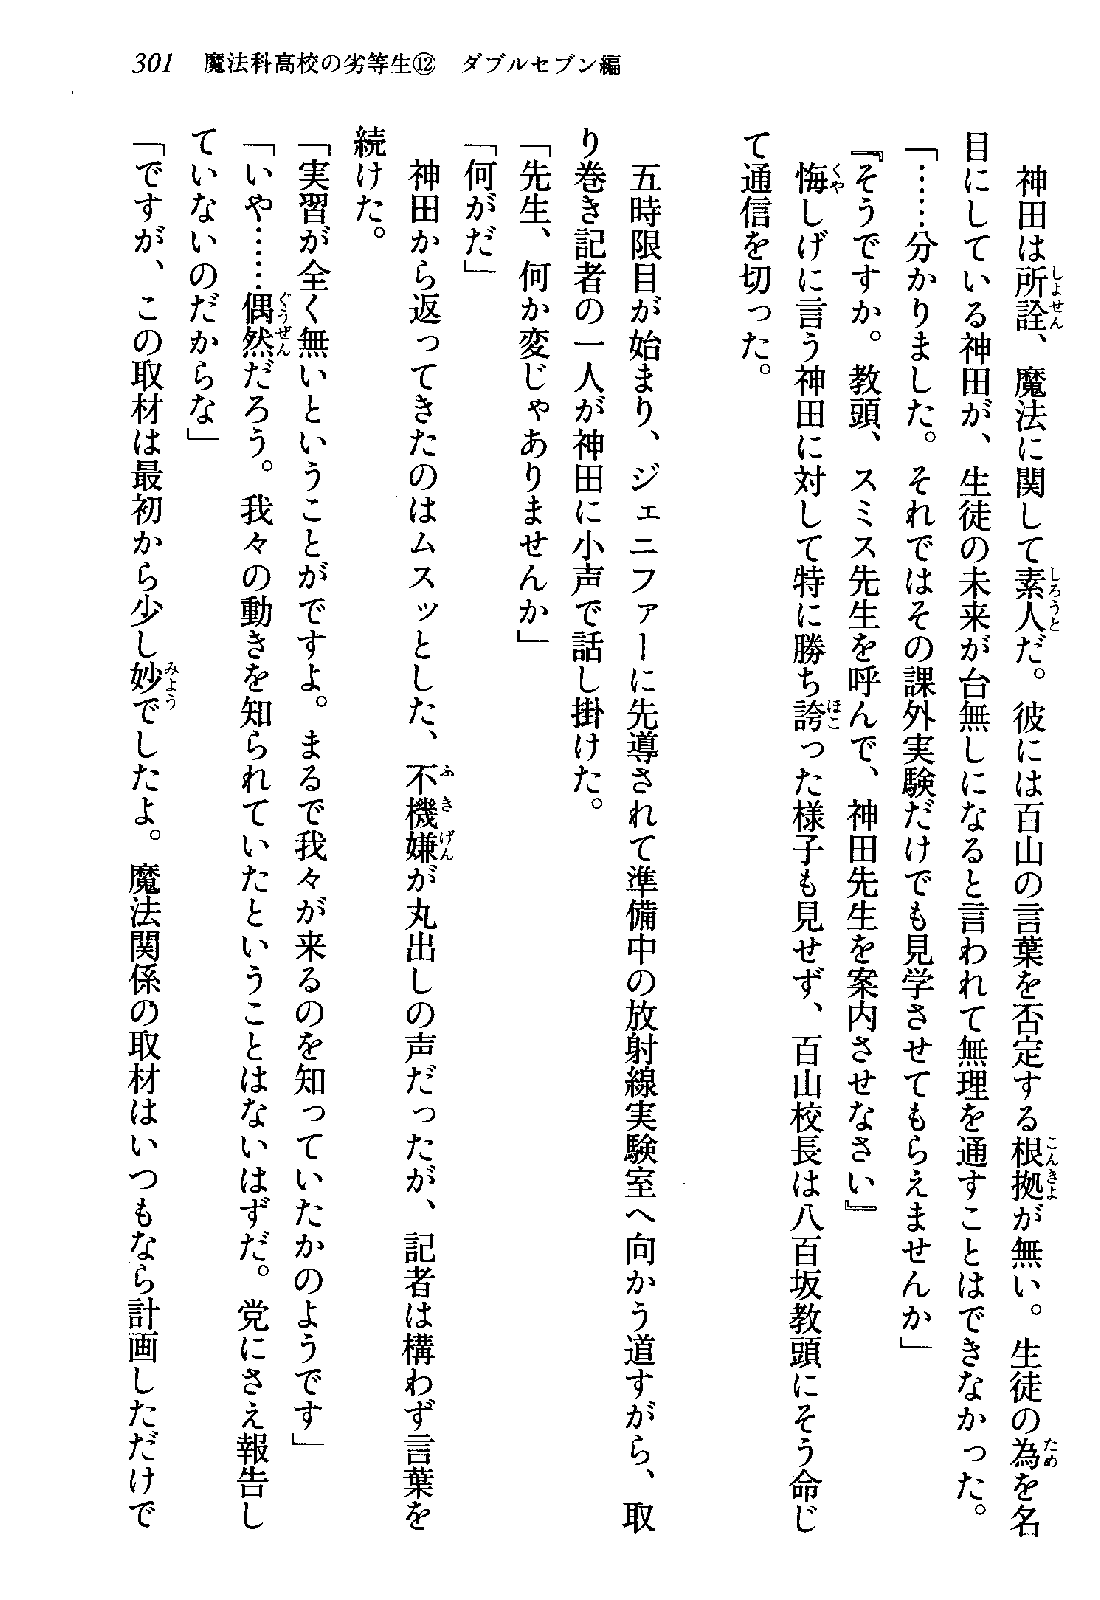 301　魔法科高校の劣等生⑫　ダブルセブン編
　神田は所詮、魔法に関して素人だ。彼には百山の言葉を否定する根拠が無い。生徒の為を名
目にしている神田が、生徒の未来が台無しになると言われて無理を通すことはできなかった。
「……分かりました。それではその課外実験だけでも見学させてもらえませんか」
『そうですか。教頭、スミス先生を呼んで、神田先生を案内させなさい』
　悔しげに言う神田に対して特に勝ち誇った様子も見せず、百山校長は八百坂教頭にそう命じ
て通信を切った。
　五時限目が始まり、ジェニファーに先導されて準備中の放射線実験室へ向かう道すがら、取
り巻き記者の一人が神田に小声で話し掛けた。
「先生、何か変じゃありませんか」
「何がだ」
　神田から返ってきたのはムスッとした、不機嫌が丸出しの声だったが、記者は構わず言葉を
続けた。
「実習が全く無いということがですよ。まるで我々が来るのを知っていたかのようです」
「いや……偶然だろう。我々の動きを知られていたということはないはずだ。党にさえ報告し
ていないのだからな」
「ですが、この取材は最初から少し妙でしたよ。魔法関係の取材はいつもなら計画しただけで